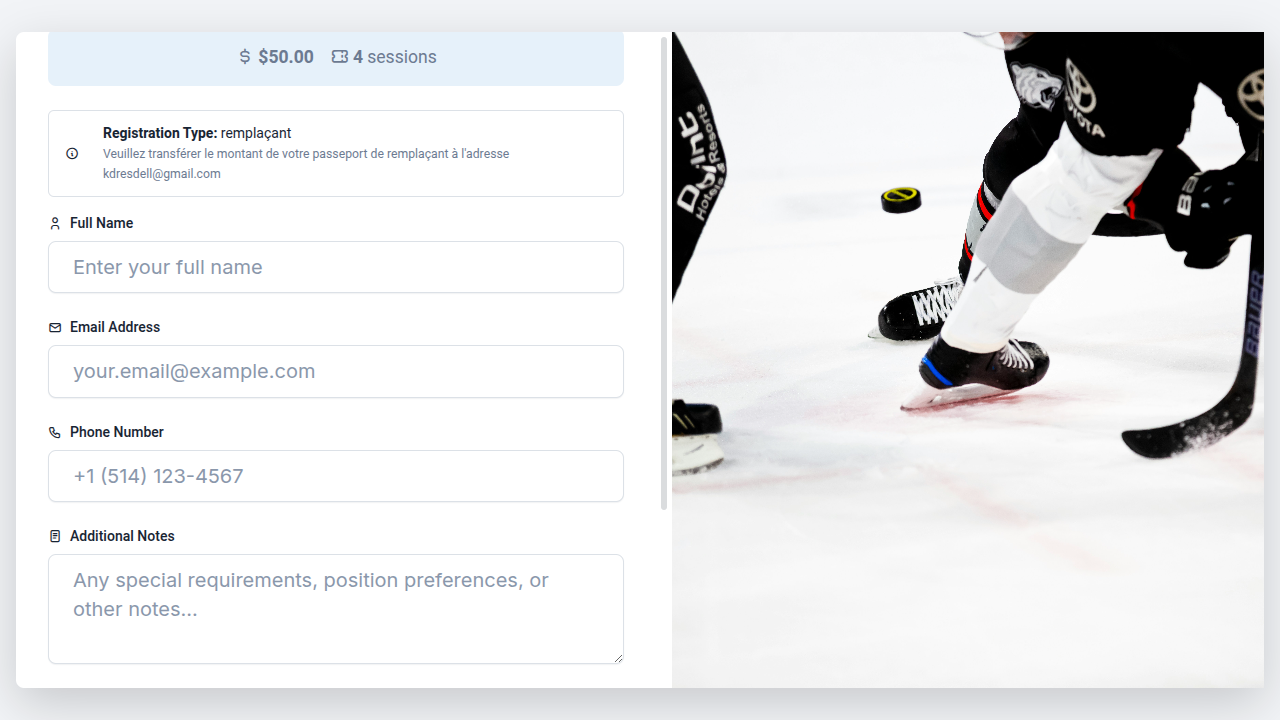 $50.00 4 sessions
Registration Type: remplaçant
Veuillez transférer le montant de votre passeport de remplaçant à l'adresse
kdresdell@gmail.com
Full Name
Enter your full name
Email Address
your.email@example.com
Phone Number
+1 (514) 123-4567
Additional Notes
Any special requirements, position preferences, or
other notes...
Point
Hotels & Resorts
TOYOTA
BAUER